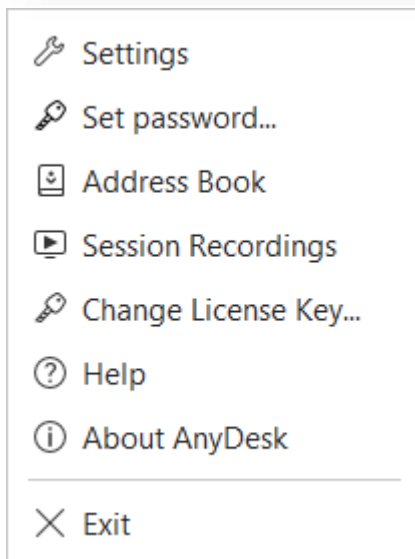 Settings
Set password...
Address Book
Session Recordings
Change License Key...
Help
About AnyDesk
Exit